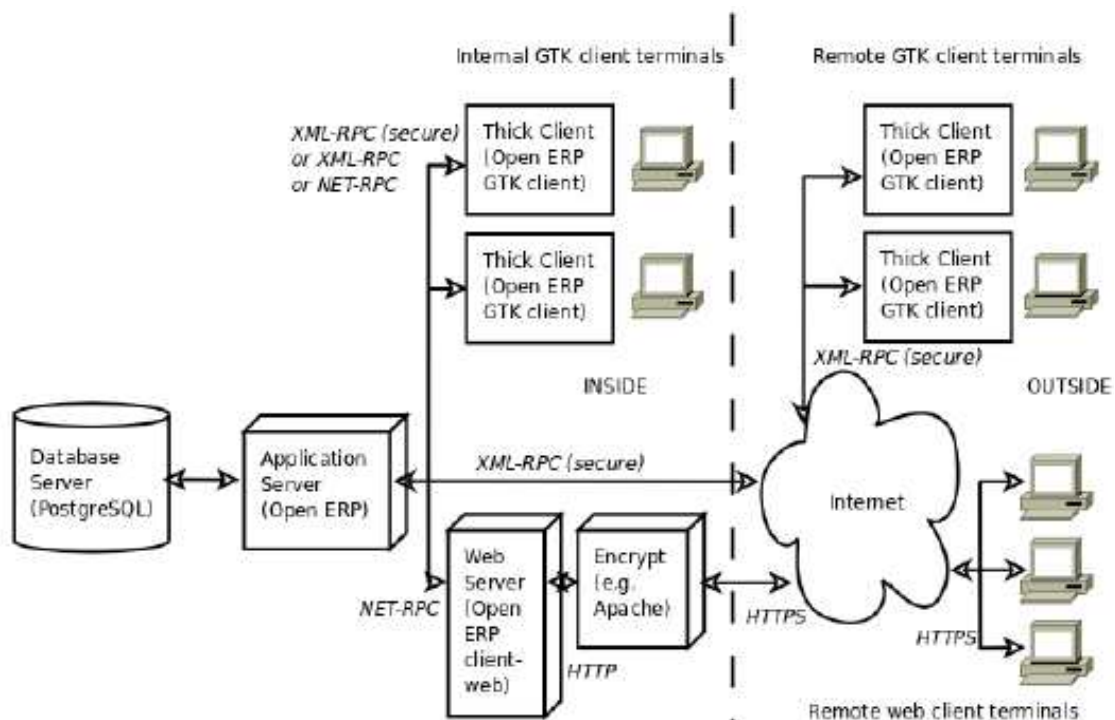 Internal GTK client terminals
Remote GTK client terminals
XML-RPC (secure)
or XML-RPC
or NET-RPC
Thick Client
(Open ERP
GTK client)
Thick Client
(Open ERP
GTK client)
Thick Client
(Open ERP
GTK client)
Thick Client
(Open ERP
GTK client)
XML-RPC (secure)
INSIDE
OUTSIDE
Database
Server
(PostgreSQL)
Application
Server
(Open ERP)
XML-RPC (secure)
Internet
Web
Server
(Open
ERP
client-
web)
Encrypt
(e.g.
Apache)
NET-RPC
HTTP
HTTPS
HTTPS
Remote web client terminals